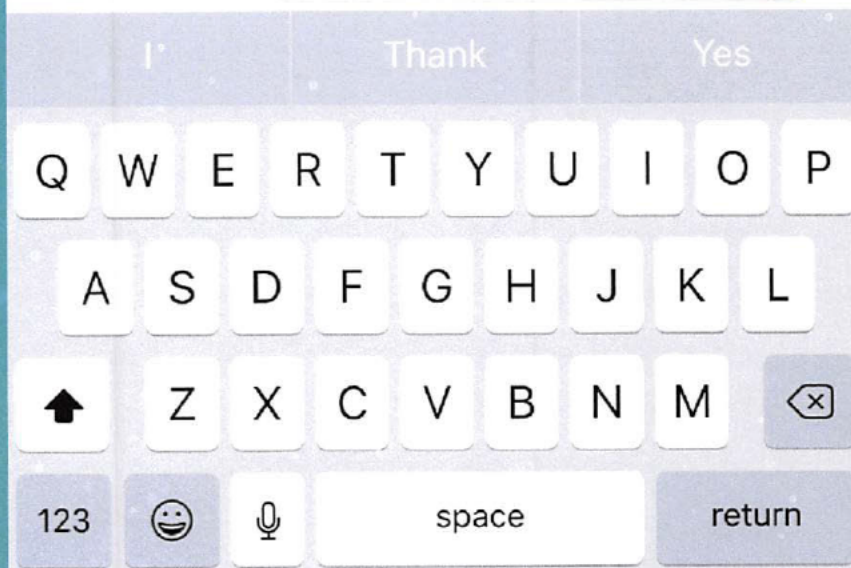 I' Thank Yes
Q W E R T Y U I O P
A S D F G H J K L
Z X C V B N M
123 space return